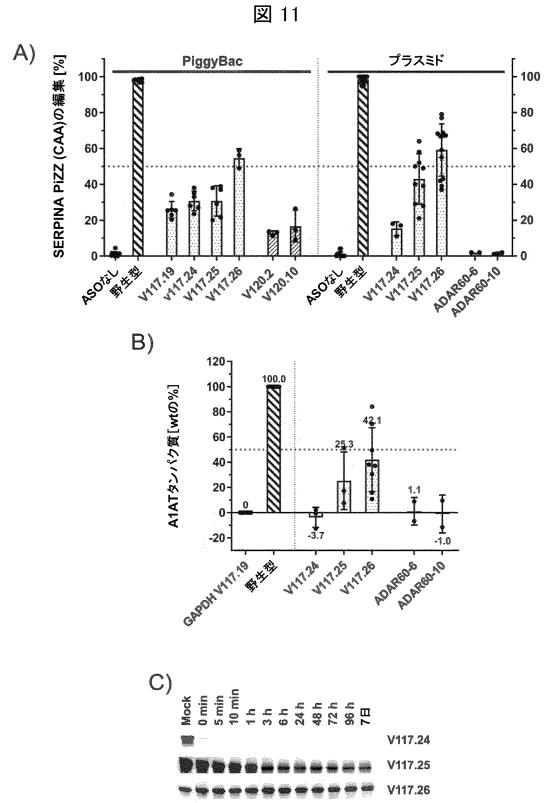 図 11
A)
PiggyBac
プラスミド
SERPINA PiZZ (CAA)の編集 [%]
100
80
60
40
20
0
100
80
60
40
20
0
ASOなし
野生型
V117.19
V117.24
V117.25
V117.26
V120.2
V120.10
ASOなし
野生型
V117.24
V117.25
V117.26
ADAR60-6
ADAR60-10
B)
A1ATタンパク質 [wtの%]
120
100
80
60
40
20
0
-20
0
100.0
-3.7
25.3
42.1
1.1
-1.0
GAPDH V117.19
野生型
V117.24
V117.25
V117.26
ADAR60-6
ADAR60-10
C)
Mock
0 min
5 min
10 min
1 h
3 h
6 h
24 h
48 h
72 h
96 h
7日
V117.24
V117.25
V117.26